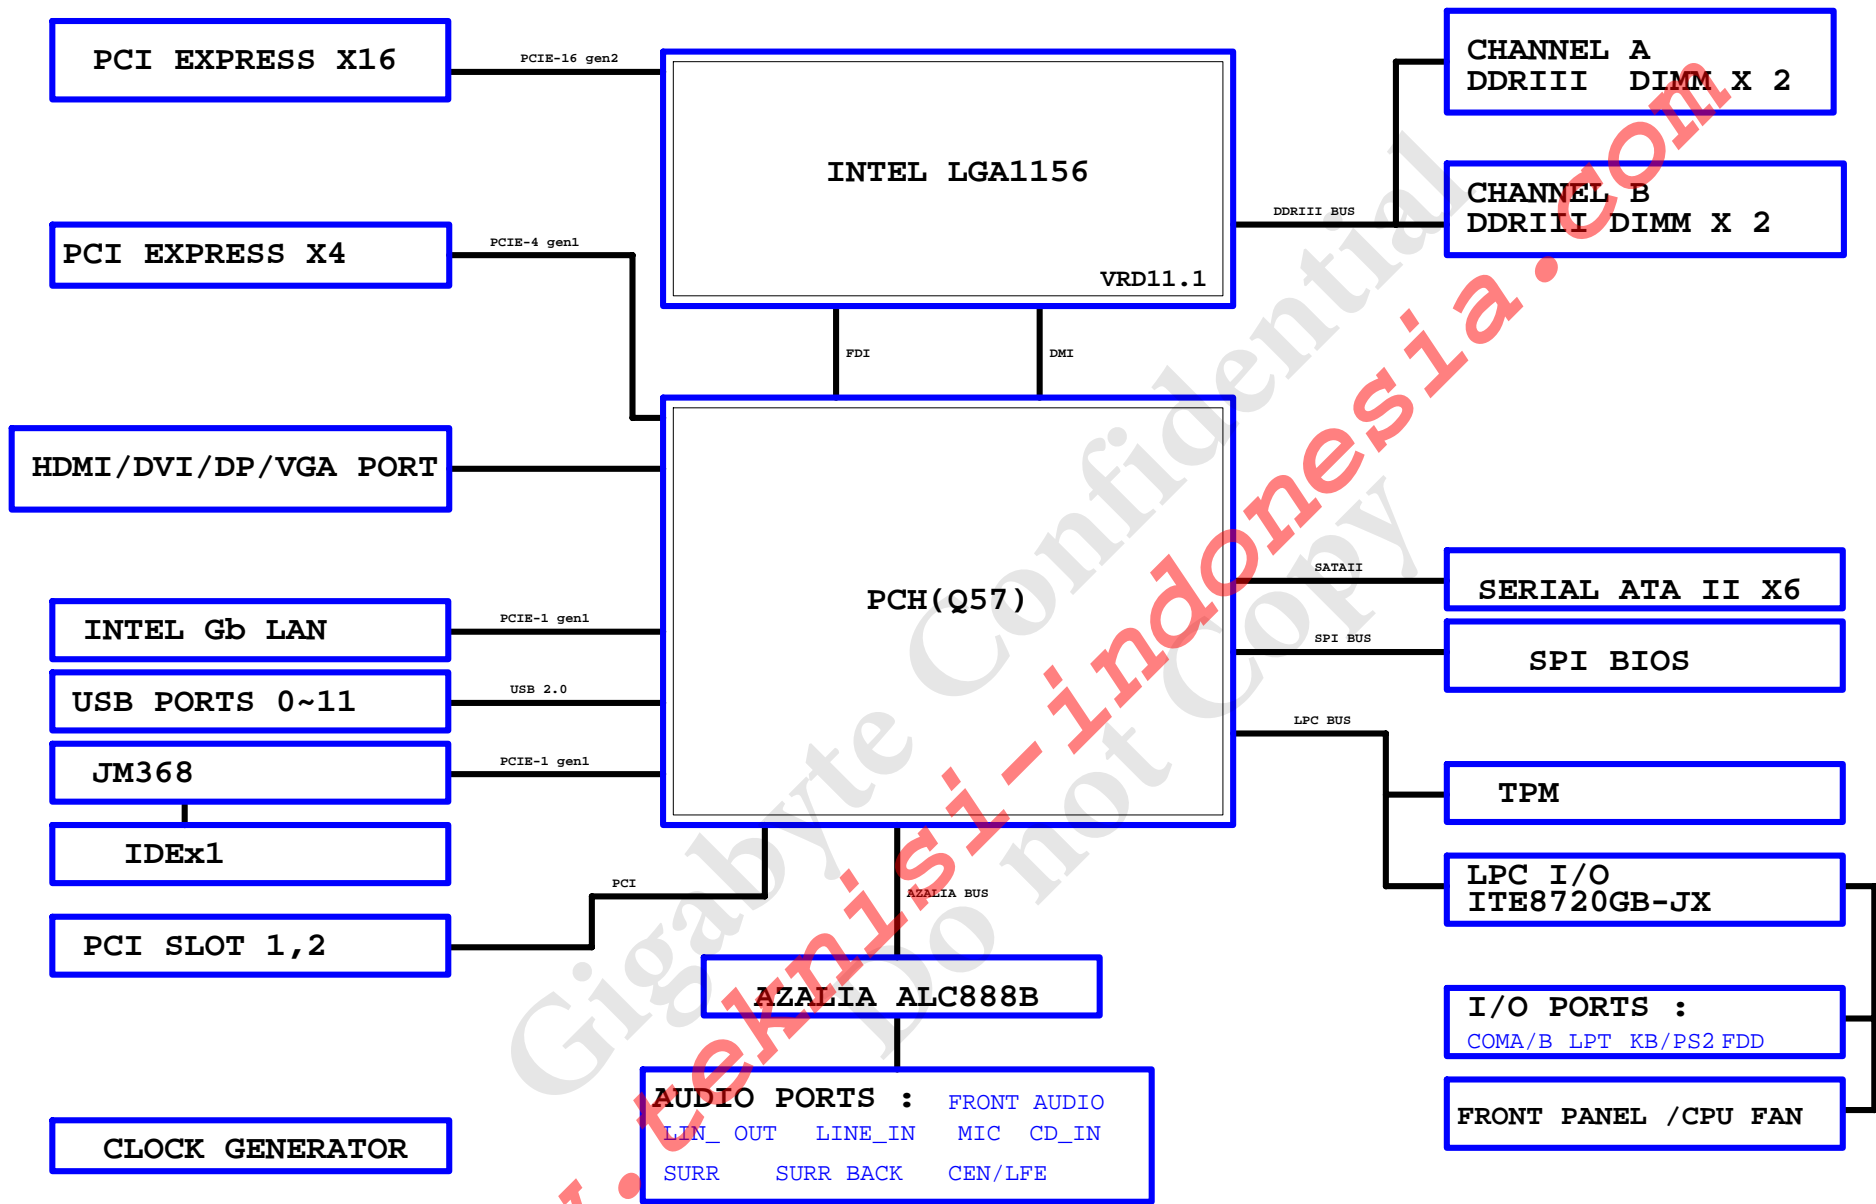 PCI EXPRESS X16
PCIE-16 gen2
INTEL LGA1156
VRD11.1
CHANNEL A
DDRIII DIMM X 2
DDRIII BUS
CHANNEL B
DDRIII DIMM X 2
PCI EXPRESS X4
PCIE-4 gen1
FDI
DMI
HDMI/DVI/DP/VGA PORT
PCH(Q57)
INTEL Gb LAN
PCIE-1 gen1
USB PORTS 0~11
USB 2.0
JM368
PCIE-1 gen1
IDEx1
PCI SLOT 1,2
PCI
SATAII
SERIAL ATA II X6
SPI BUS
SPI BIOS
LPC BUS
TPM
LPC I/O
ITE8720GB-JX
I/O PORTS :
COMA/B LPT KB/PS2 FDD
FRONT PANEL /CPU FAN
AZALIA BUS
AZALIA ALC888B
AUDIO PORTS : FRONT AUDIO
LIN_ OUT LINE_IN MIC CD_IN
SURR SURR BACK CEN/LFE
CLOCK GENERATOR
Gigabyte Confidential
Do not Copy
w.teknisi-indonesia.com